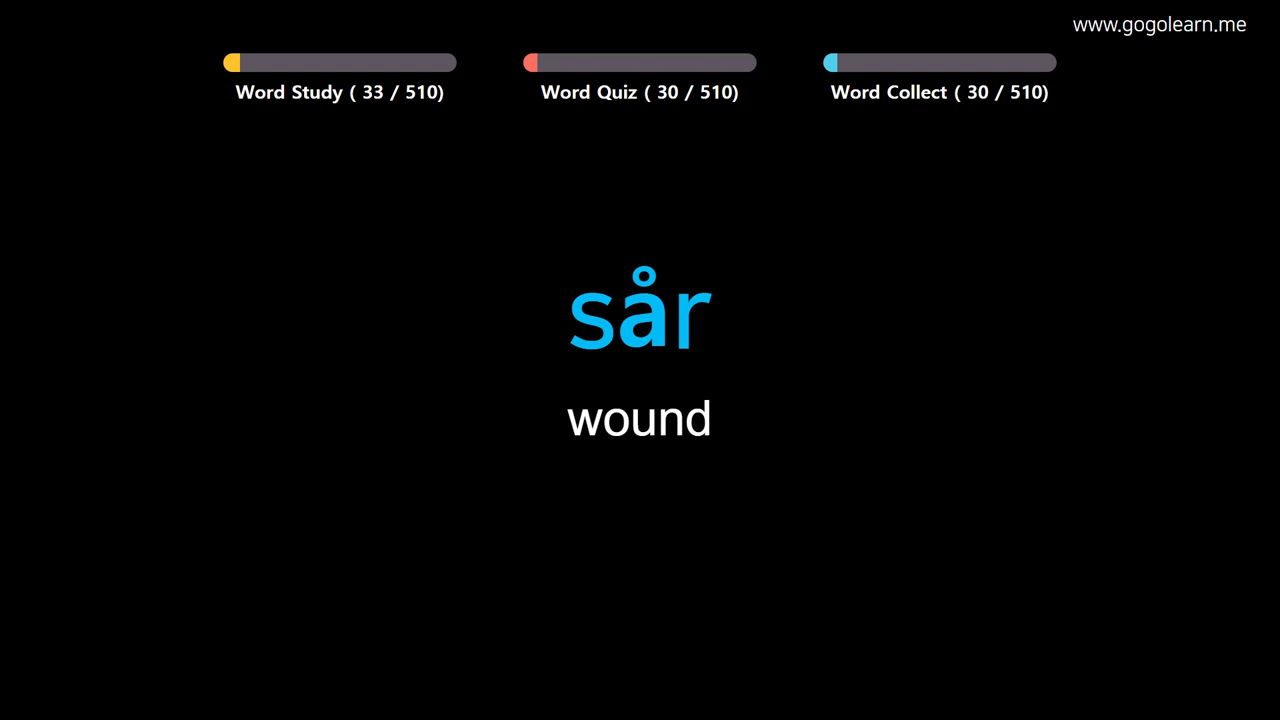 www.gogolearn.me
Word Study ( 33 / 510)
Word Quiz ( 30 / 510)
Word Collect ( 30 / 510)
sår
wound